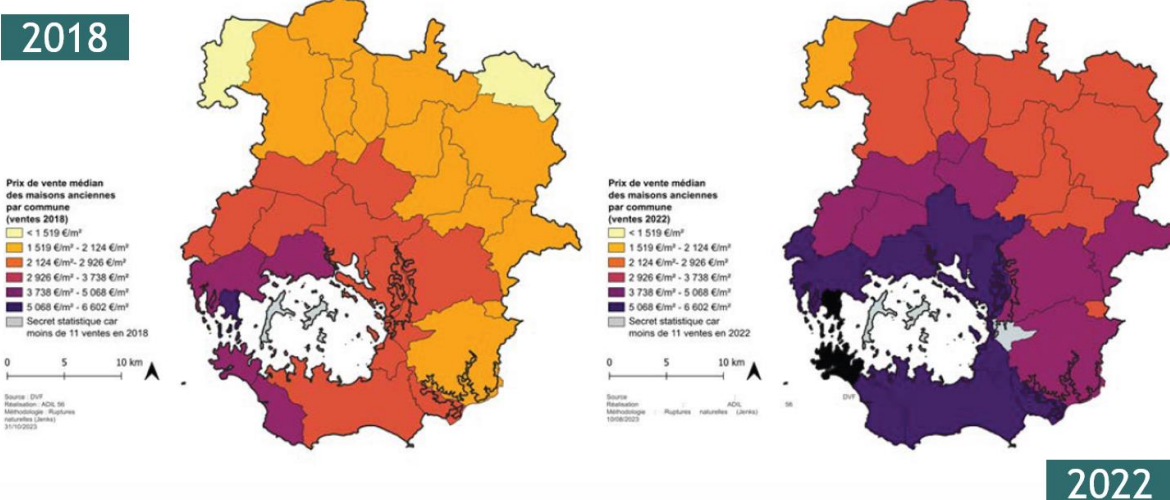 2018
Prix de vente médian
des maisons anciennes
par commune
(ventes 2018)
< 1 519 €/m²
1 519 €/m² - 2 124 €/m²
2 124 €/m²- 2 926 €/m²
2 926 €/m² - 3 738 €/m²
3 738 €/m² - 5 068 €/m²
5 068 €/m² - 6 602 €/m²
Secret statistique car
moins de 11 ventes en 2018
0 5 10 km
Source : DVF
Réalisation : ADIL 56
Méthodologie : Ruptures
naturelles (Jenks)
31/10/2023
Prix de vente médian
des maisons anciennes
par commune
(ventes 2022)
< 1 519 €/m²
1 519 €/m² - 2 124 €/m²
2 124 €/m²- 2 926 €/m²
2 926 €/m² - 3 738 €/m²
3 738 €/m² - 5 068 €/m²
5 068 €/m² - 6 602 €/m²
Secret statistique car
moins de 11 ventes en 2022
0 5 10 km
Source : DVF
Réalisation : ADIL 56
Méthodologie : Ruptures naturelles (Jenks)
10/08/2023
2022